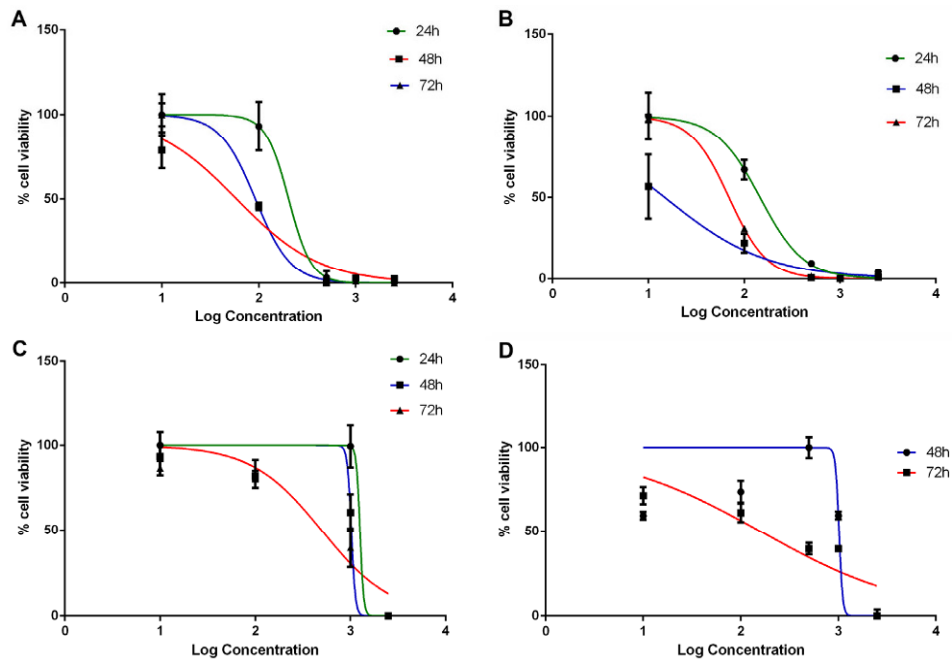 A
150
100
50
0
% cell viability
0 1 2 3 4
Log Concentration
24h
48h
72h
B
150
100
50
0
% cell viability
0 1 2 3 4
Log Concentration
24h
48h
72h
C
150
100
50
0
% cell viability
0 1 2 3 4
Log Concentration
24h
48h
72h
D
150
100
50
0
% cell viability
0 1 2 3 4
Log Concentration
48h
72h